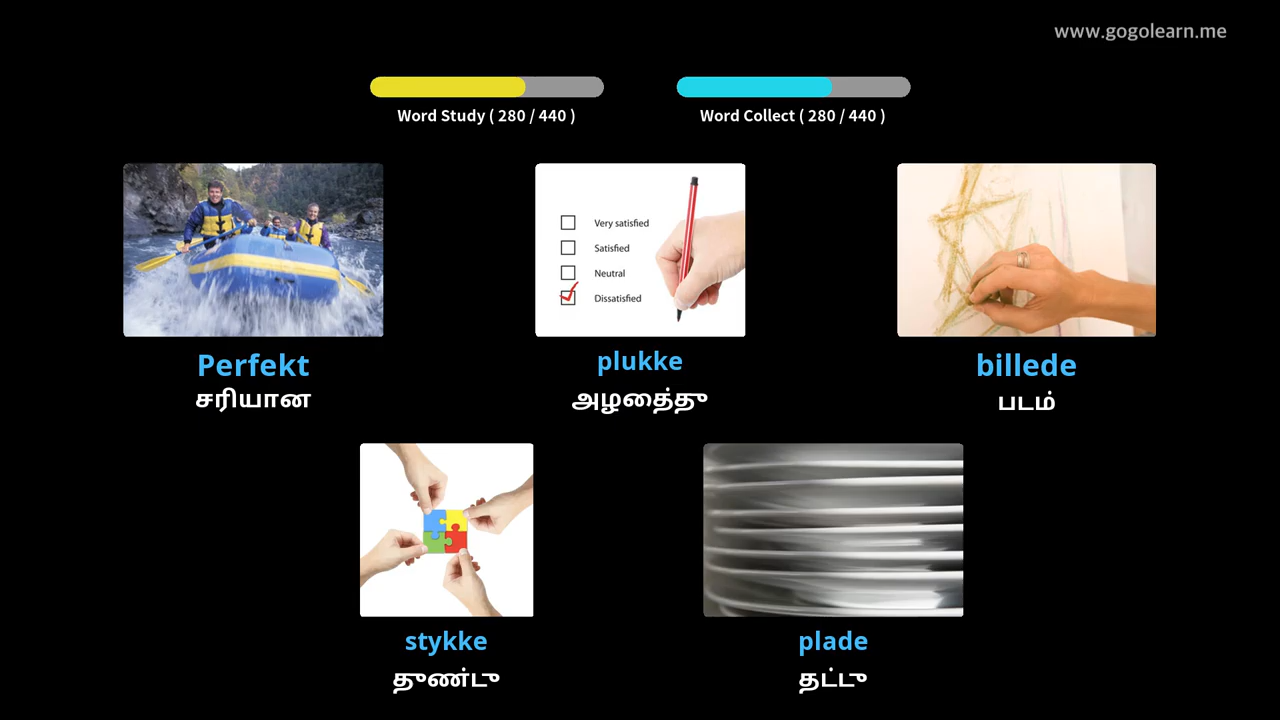 www.gogolearn.me
Word Study ( 280 / 440 )
Word Collect ( 280 / 440 )
Very satisfied
Satisfied
Neutral
Dissatisfied
Perfekt
சரியான
plukke
அழைத்து
billede
படம்
stykke
துண்டு
plade
தட்டு